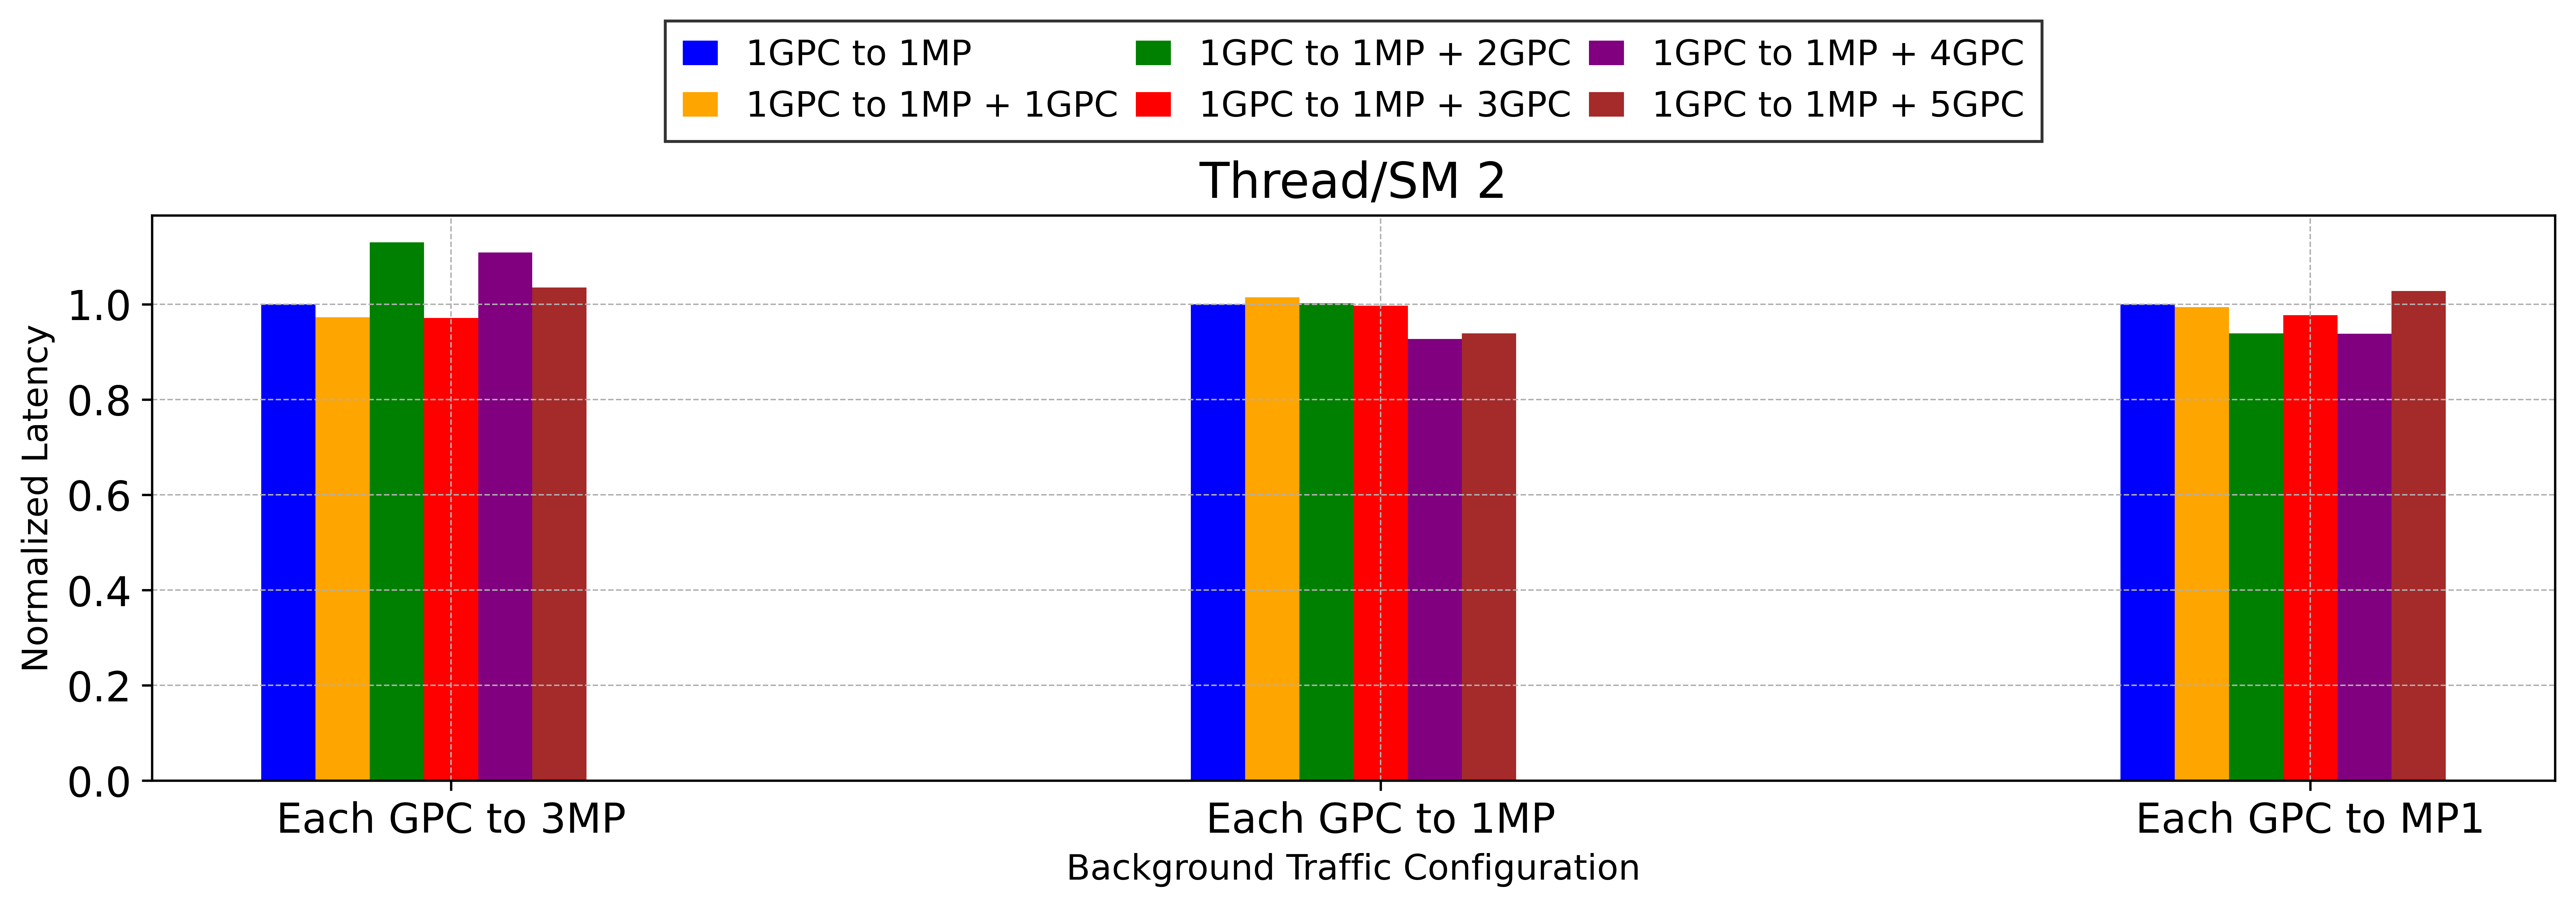 1GPC to 1MP
1GPC to 1MP + 1GPC
1GPC to 1MP + 2GPC
1GPC to 1MP + 3GPC
1GPC to 1MP + 4GPC
1GPC to 1MP + 5GPC
Thread/SM 2
Normalized Latency
1.0
0.8
0.6
0.4
0.2
0.0
Each GPC to 3MP
Each GPC to 1MP
Each GPC to MP1
Background Traffic Configuration